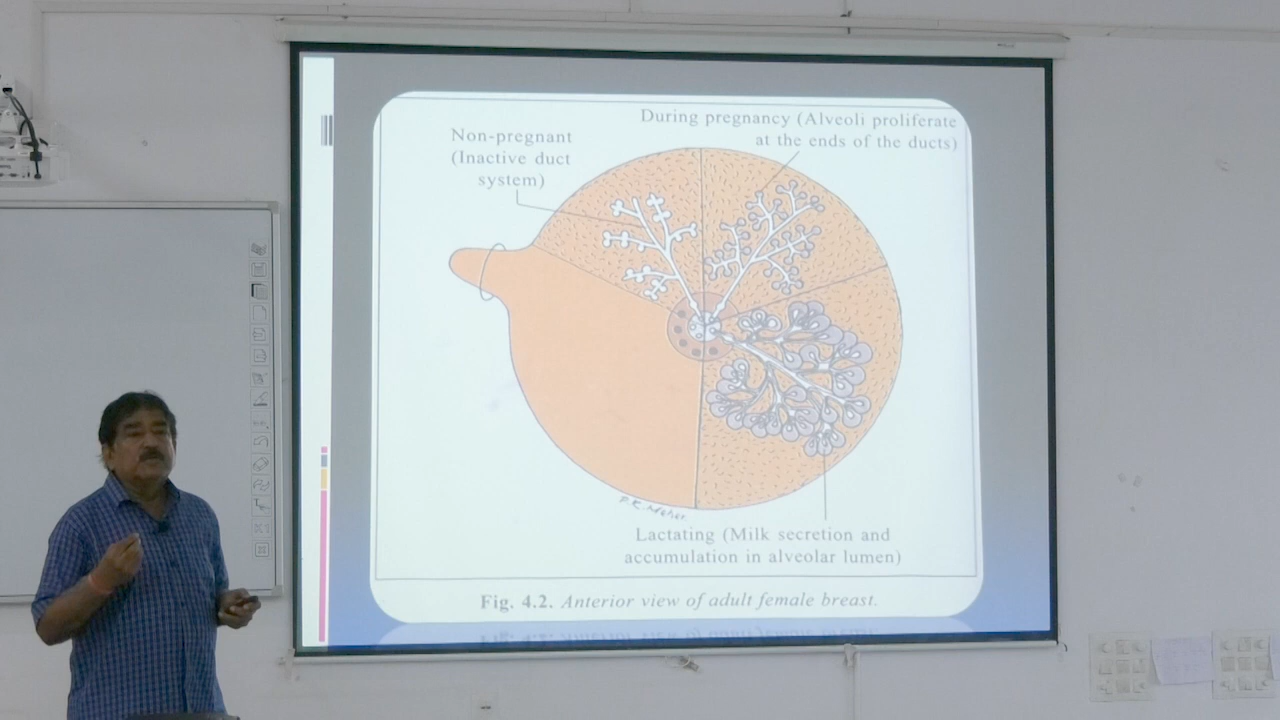 Non-pregnant
(Inactive duct
system)
During pregnancy (Alveoli proliferate
at the ends of the ducts)
P.K. Maher
Lactating (Milk secretion and
accumulation in alveolar lumen)
Fig. 4.2. Anterior view of adult female breast.